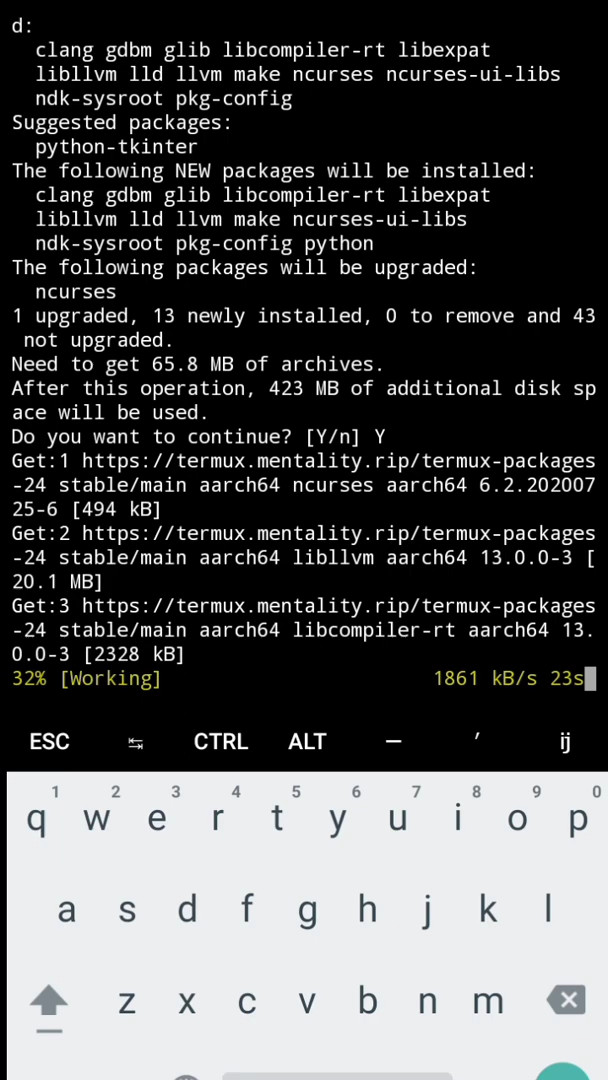 d:
  clang gdbm glib libcompiler-rt libexpat
  libllvm lld llvm make ncurses ncurses-ui-libs
  ndk-sysroot pkg-config
Suggested packages:
  python-tkinter
The following NEW packages will be installed:
  clang gdbm glib libcompiler-rt libexpat
  libllvm lld llvm make ncurses-ui-libs
  ndk-sysroot pkg-config python
The following packages will be upgraded:
  ncurses
1 upgraded, 13 newly installed, 0 to remove and 43
 not upgraded.
Need to get 65.8 MB of archives.
After this operation, 423 MB of additional disk sp
ace will be used.
Do you want to continue? [Y/n] Y
Get:1 https://termux.mentality.rip/termux-packages
-24 stable/main aarch64 ncurses aarch64 6.2.202007
25-6 [494 kB]
Get:2 https://termux.mentality.rip/termux-packages
-24 stable/main aarch64 libllvm aarch64 13.0.0-3 [
20.1 MB]
Get:3 https://termux.mentality.rip/termux-packages
-24 stable/main aarch64 libcompiler-rt aarch64 13.
0.0-3 [2328 kB]
32% [Working] 1861 kB/s 23s
ESC ↹ CTRL ALT — ′ ij
1 2 3 4 5 6 7 8 9 0
q w e r t y u i o p
a s d f g h j k l
z x c v b n m